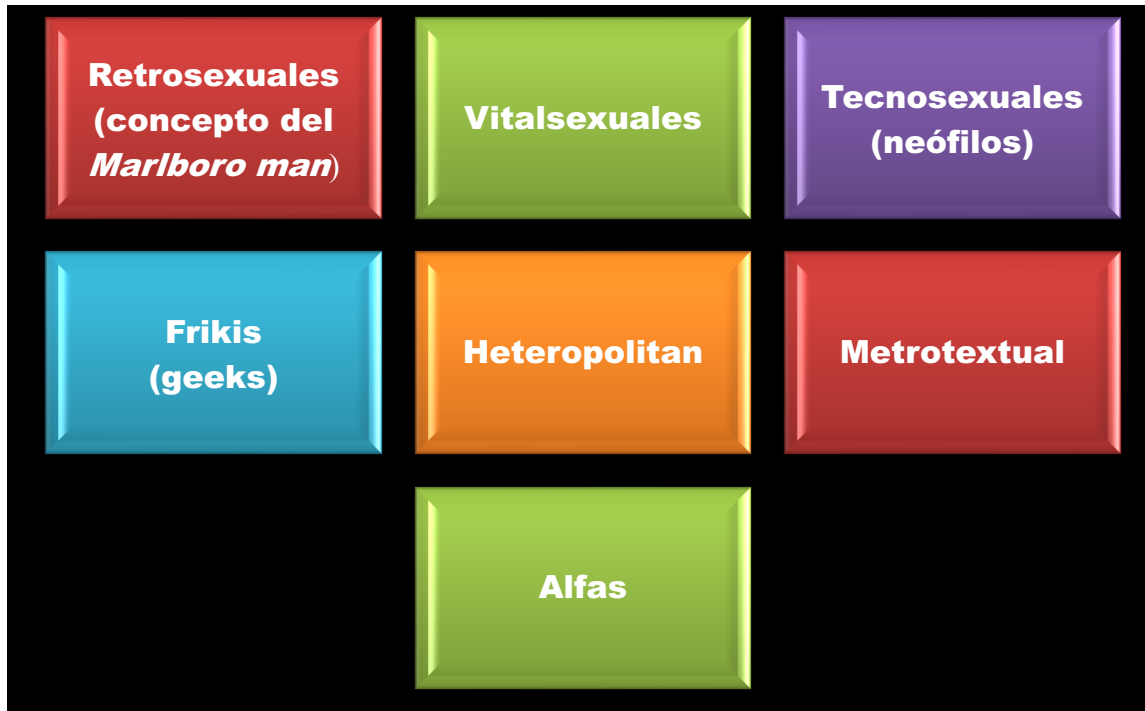 Retrosexuales
(concepto del
Marlboro man)
Vitalsexuales
Tecnosexuales
(neófilos)
Frikis
(geeks)
Heteropolitan
Metrotextual
Alfas